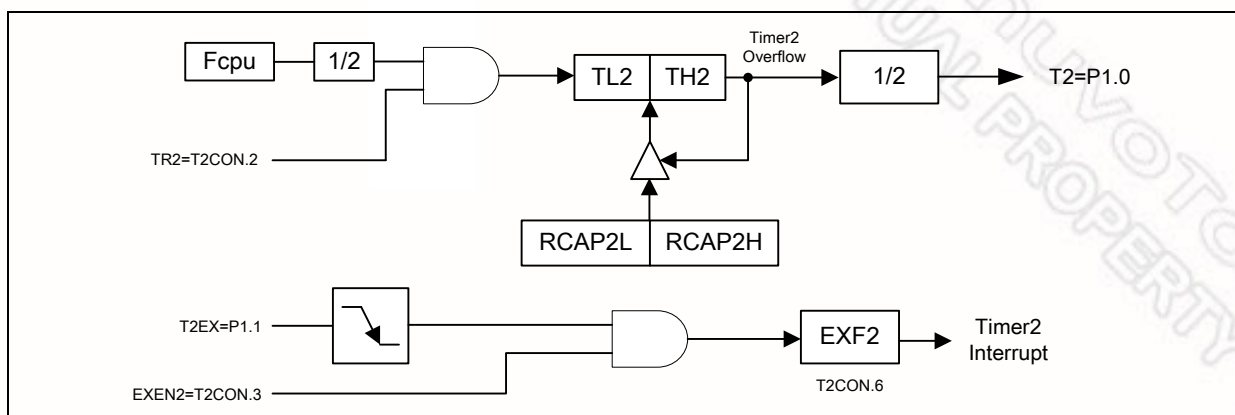 Fcpu
1/2
TL2
TH2
Timer2
Overflow
1/2
T2=P1.0
TR2=T2CON.2
RCAP2L
RCAP2H
T2EX=P1.1
EXF2
Timer2
Interrupt
EXEN2=T2CON.3
T2CON.6
PROPERTY